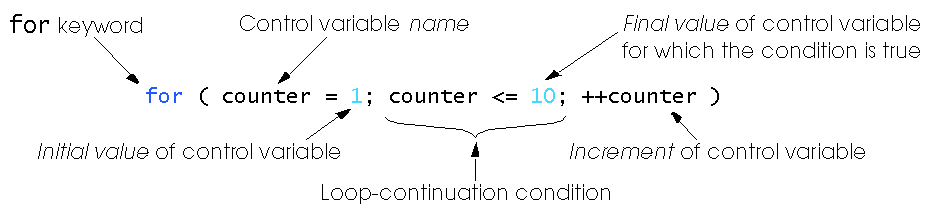 for keyword
Control variable name
Final value of control variable
for which the condition is true
for ( counter = 1; counter <= 10; ++counter )
Initial value of control variable
Increment of control variable
Loop-continuation condition